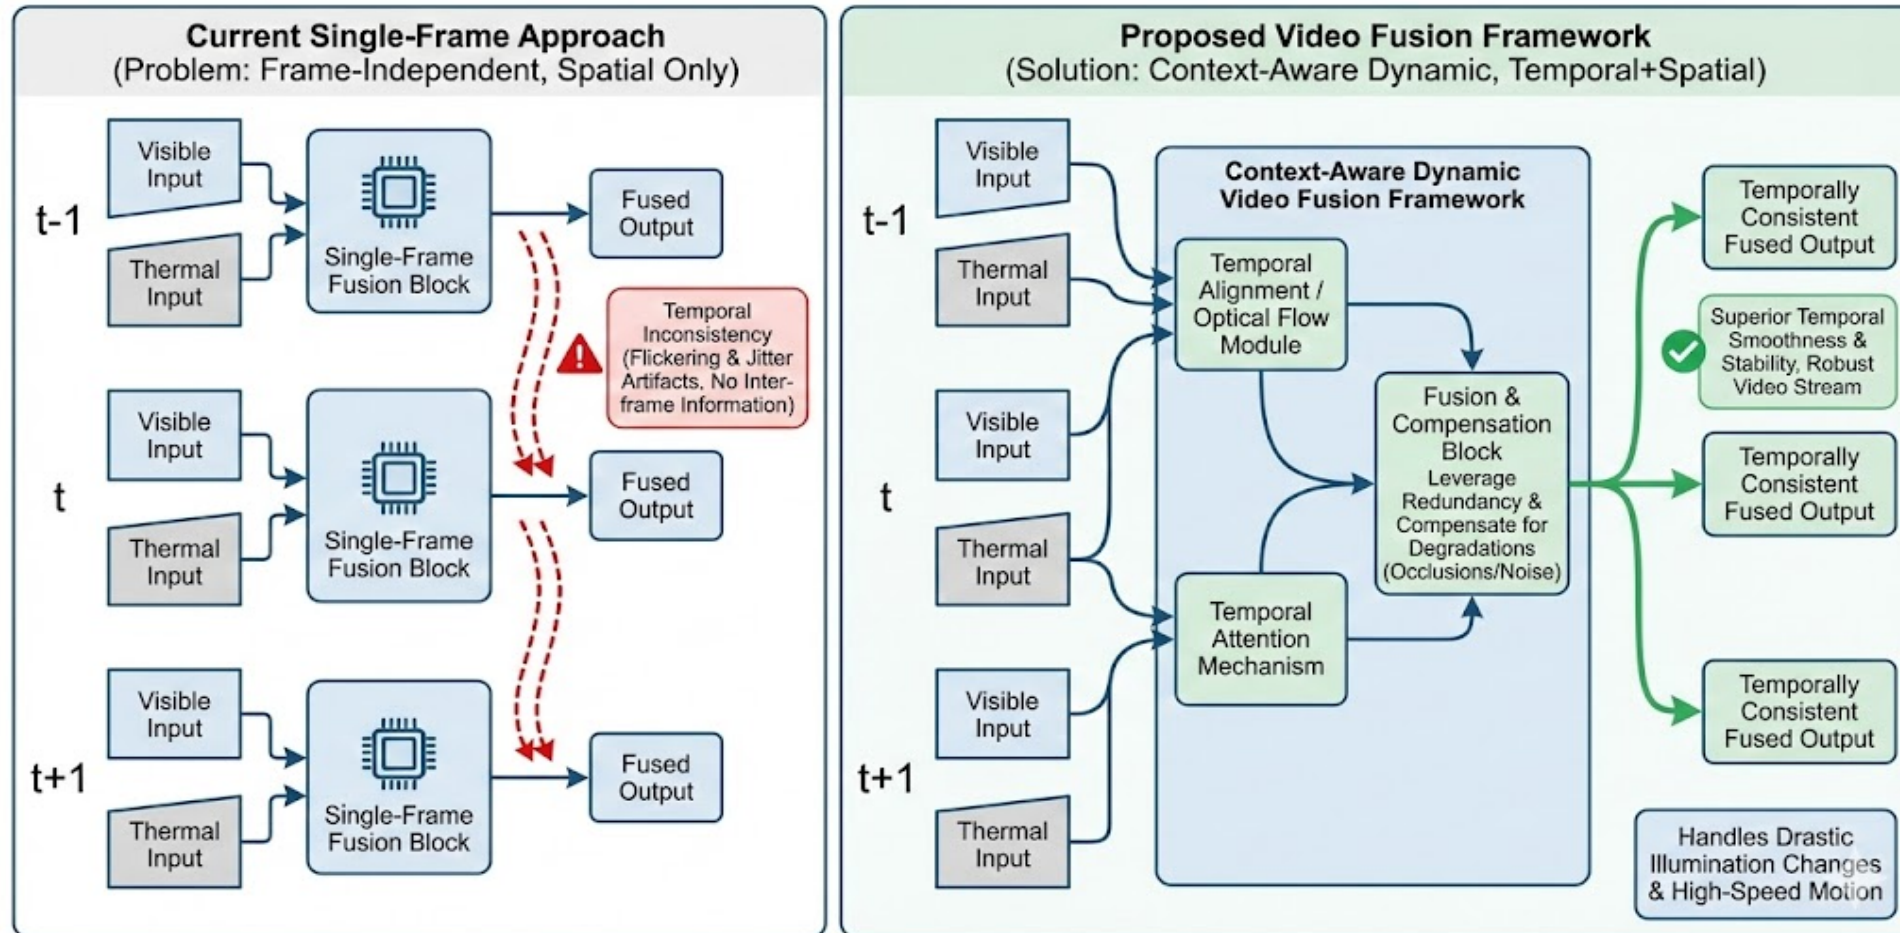 Current Single-Frame Approach
(Problem: Frame-Independent, Spatial Only)
t-1
Visible
Input
Thermal
Input
Single-Frame
Fusion Block
Fused
Output
Temporal
Inconsistency
(Flickering & Jitter
Artifacts, No Inter-
frame Information)
t
Visible
Input
Thermal
Input
Single-Frame
Fusion Block
Fused
Output
t+1
Visible
Input
Thermal
Input
Single-Frame
Fusion Block
Fused
Output
Proposed Video Fusion Framework
(Solution: Context-Aware Dynamic, Temporal+Spatial)
t-1
Visible
Input
Thermal
Input
t
Visible
Input
Thermal
Input
t+1
Visible
Input
Thermal
Input
Context-Aware Dynamic
Video Fusion Framework
Temporal
Alignment /
Optical Flow
Module
Temporal
Attention
Mechanism
Fusion &
Compensation
Block
Leverage
Redundancy &
Compensate for
Degradations
(Occlusions/Noise)
Temporally
Consistent
Fused Output
Superior Temporal
Smoothness &
Stability, Robust
Video Stream
Temporally
Consistent
Fused Output
Temporally
Consistent
Fused Output
Handles Drastic
Illumination Changes
& High-Speed Motion